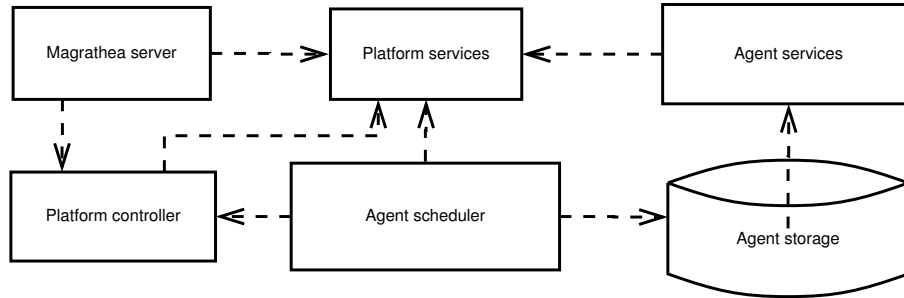 Magrathea server
Platform services
Agent services
Platform controller
Agent scheduler
Agent storage